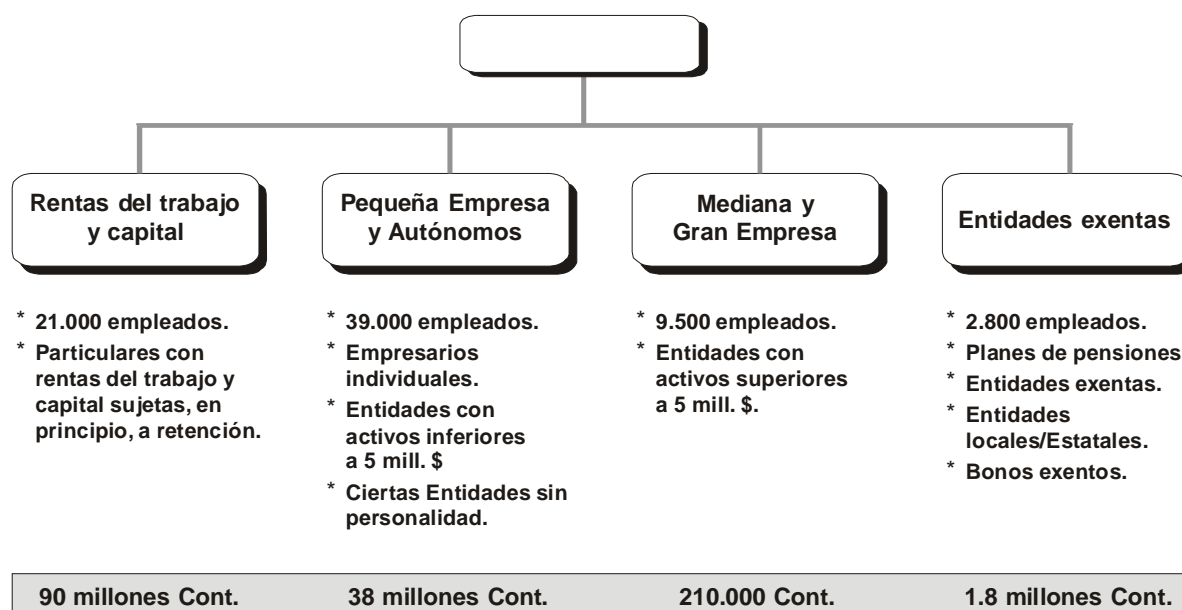 Rentas del trabajo
y capital
Pequeña Empresa
y Autónomos
Mediana y
Gran Empresa
Entidades exentas
* 21.000 empleados.
* Particulares con
rentas del trabajo y
capital sujetas, en
principio, a retención.
* 39.000 empleados.
* Empresarios
individuales.
* Entidades con
activos inferiores
a 5 mill. $
* Ciertas Entidades sin
personalidad.
* 9.500 empleados.
* Entidades con
activos superiores
a 5 mill. $.
* 2.800 empleados.
* Planes de pensiones
* Entidades exentas.
* Entidades
locales/Estatales.
* Bonos exentos.
90 millones Cont.
38 millones Cont.
210.000 Cont.
1.8 millones Cont.